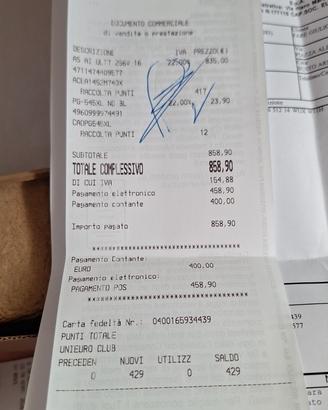 DOCUMENTO COMMERCIALE
di vendita o prestazione
DESCRIZIONE IVA PREZZO(€)
22,00% 835,00
4711474109577
RACCOLTA PUNTI 417
22,00% 23,90
4960999974491
CAOPG545XL
RACCOLTA PUNTI 12
SUBTOTALE 858,90
TOTALE COMPLESSIVO 858,90
DI CUI IVA 154,88
Pagamento elettronico 458,90
Pagamento contante 400,00
Importo pagato 858,90
Pagamento Contante:
EURO 400,00
Pagamento elettronico:
PAGAMENTO POS 458,90
Carta fedeltà Nr.: 0400165934439
PUNTI TOTALE
UNIEURO CLUB
PRECEDEN NUOVI UTILIZZ SALDO
0 429 0 429